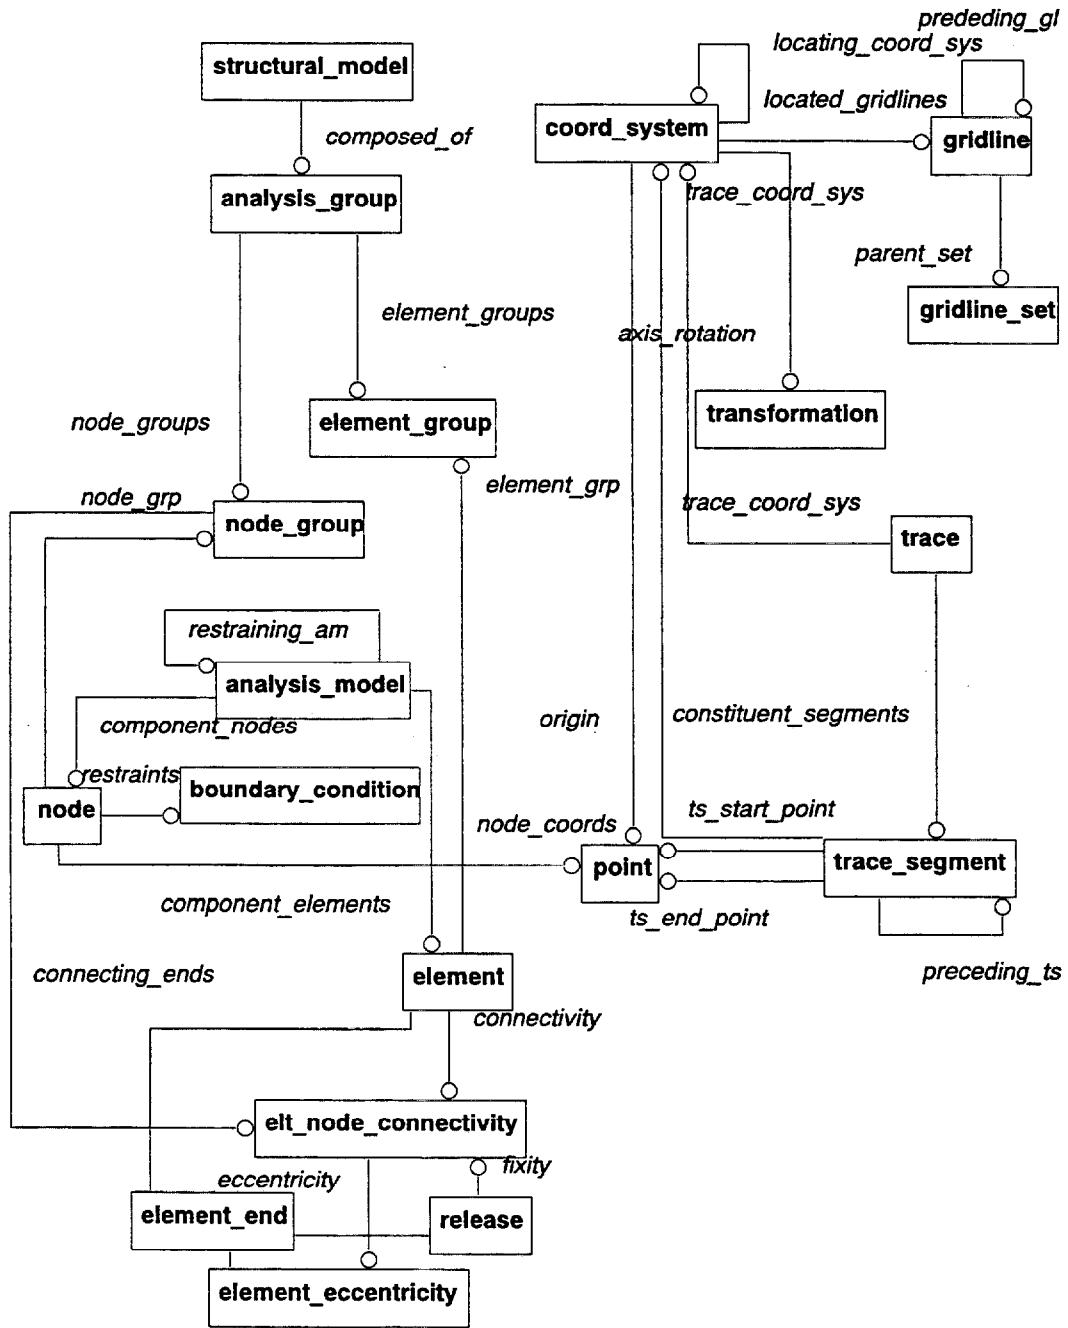 prededing_gl
locating_coord_sys
structural_model
located_gridlines
coord_system
composed_of
gridline
analysis_group
trace_coord_sys
parent_set
element_groups
gridline_set
axis_rotation
transformation
node_groups
element_group
element_grp
node_grp
trace_coord_sys
node_group
trace
restraining_am
analysis_model
component_nodes
origin
constituent_segments
restraints
boundary_condition
node
node_coords
ts_start_point
point
trace_segment
component_elements
ts_end_point
connecting_ends
element
preceding_ts
connectivity
elt_node_connectivity
fixity
eccentricity
element_end
release
element_eccentricity